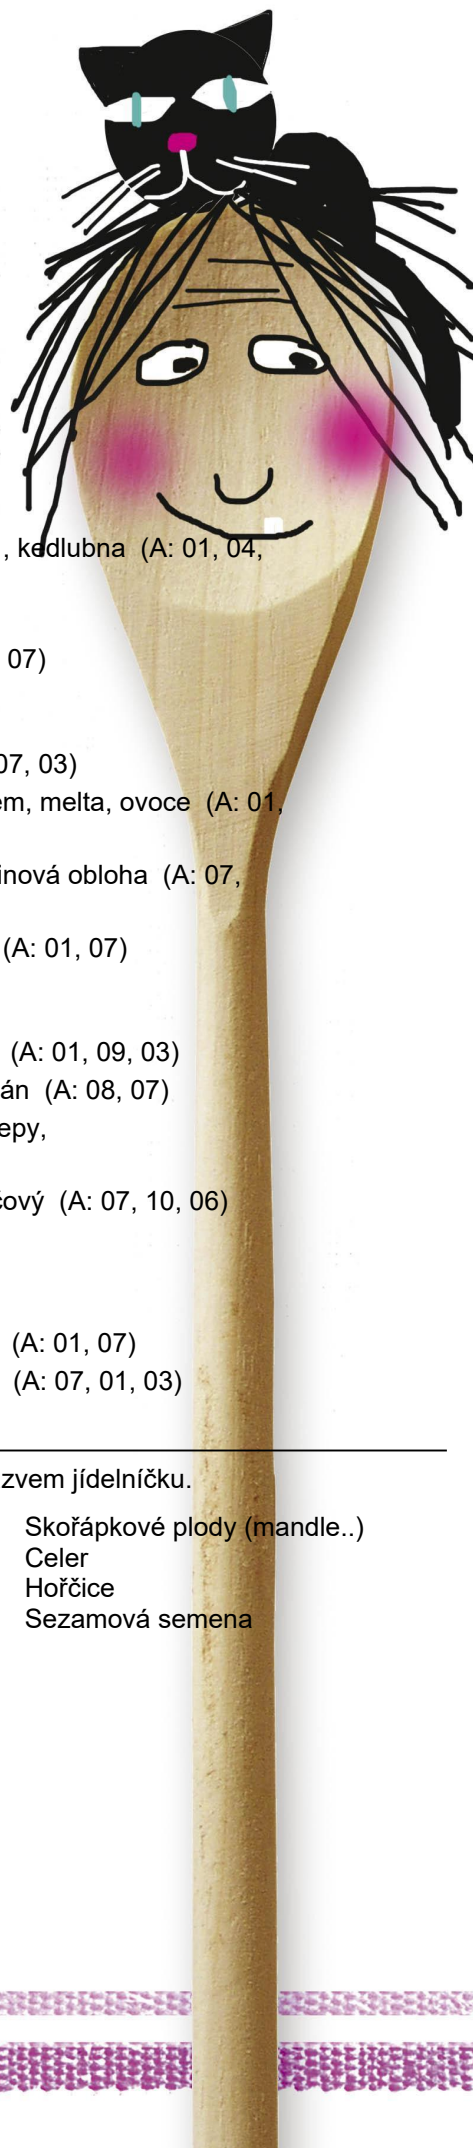 , kedlubna (A: 01, 04,
07)
07, 03)
em, melta, ovoce (A: 01,
inová obloha (A: 07,
(A: 01, 07)
(A: 01, 09, 03)
án (A: 08, 07)
epy,
čový (A: 07, 10, 06)
(A: 01, 07)
(A: 07, 01, 03)
zvem jídelníčku.
Skořápkové plody (mandle..)
Celer
Hořčice
Sezamová semena